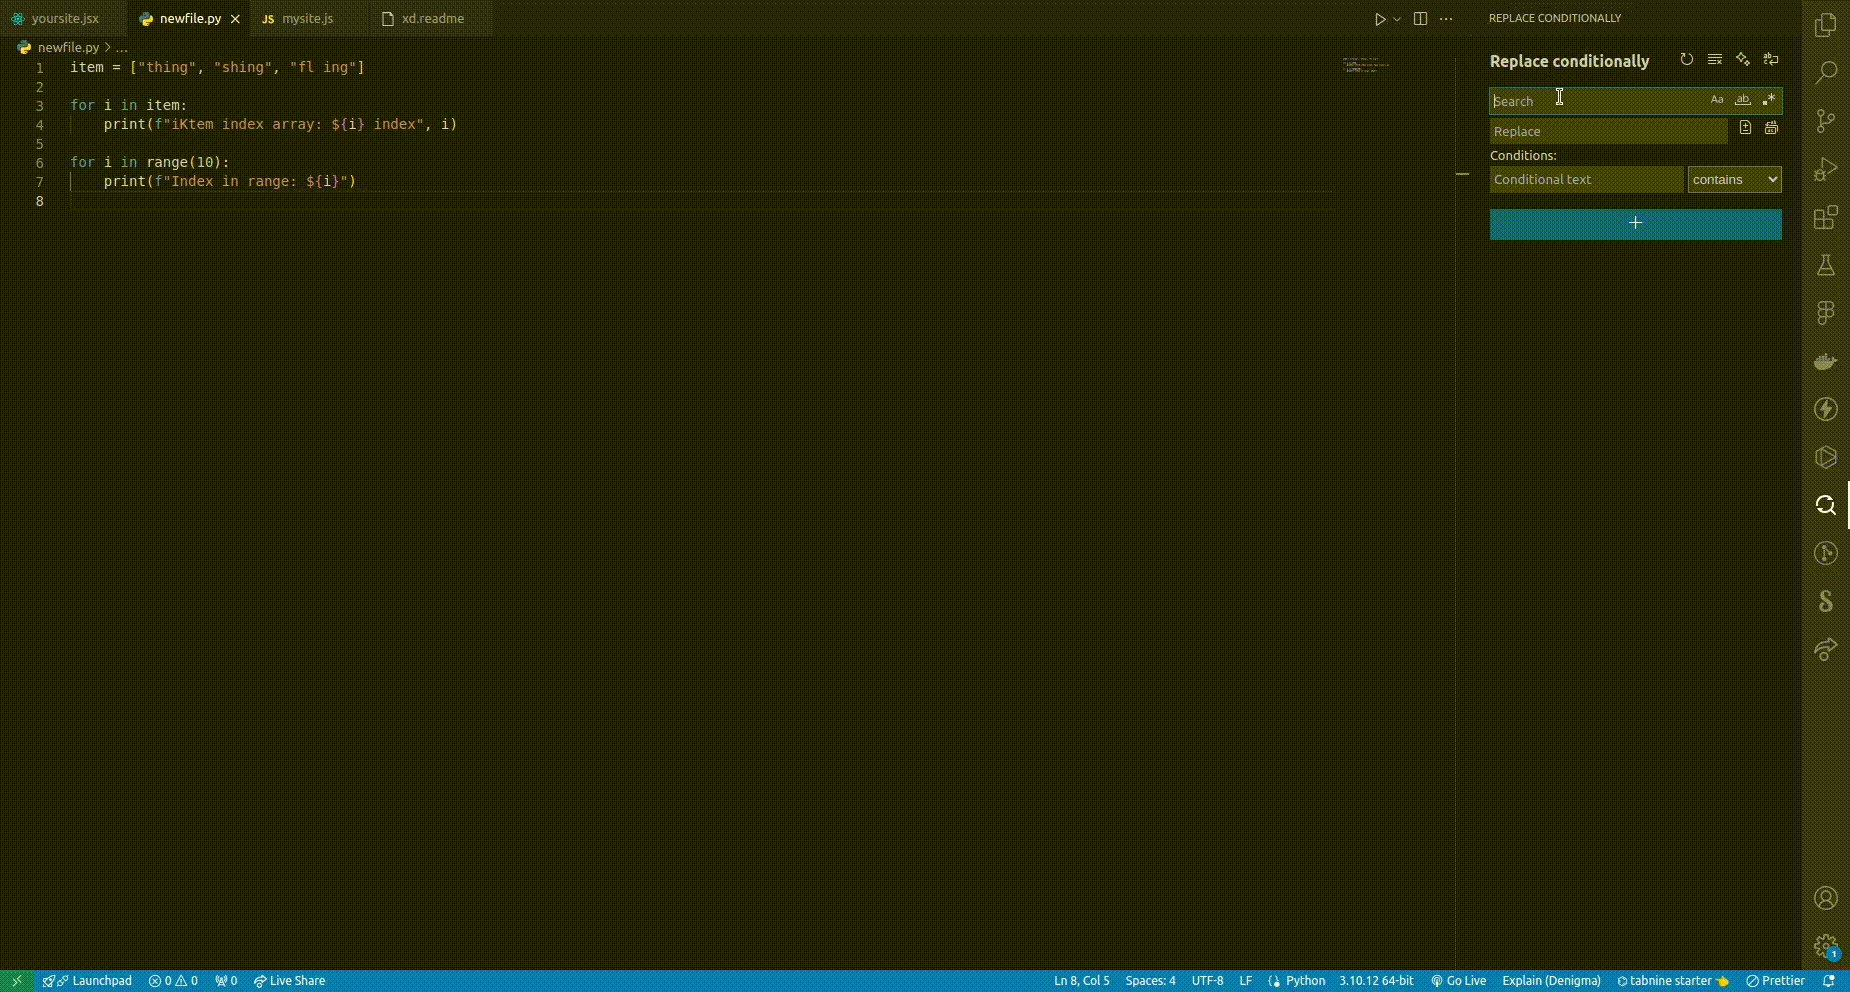 yoursite.jsx newfile.py JS mysite.js xd.readme
REPLACE CONDITIONALLY
newfile.py > ...
1 item = ["thing", "shing", "fl ing"]
2
3 for i in item:
4     print(f"iKtem index array: ${i} index", i)
5
6 for i in range(10):
7     print(f"Index in range: ${i}")
8
Replace conditionally
Search Aa ab .*
Replace
Conditions:
Conditional text contains
+
1
Launchpad 0 0 0 Live Share Ln 8, Col 5 Spaces: 4 UTF-8 LF Python 3.10.12 64-bit Go Live Explain (Denigma) tabnine starter Prettier